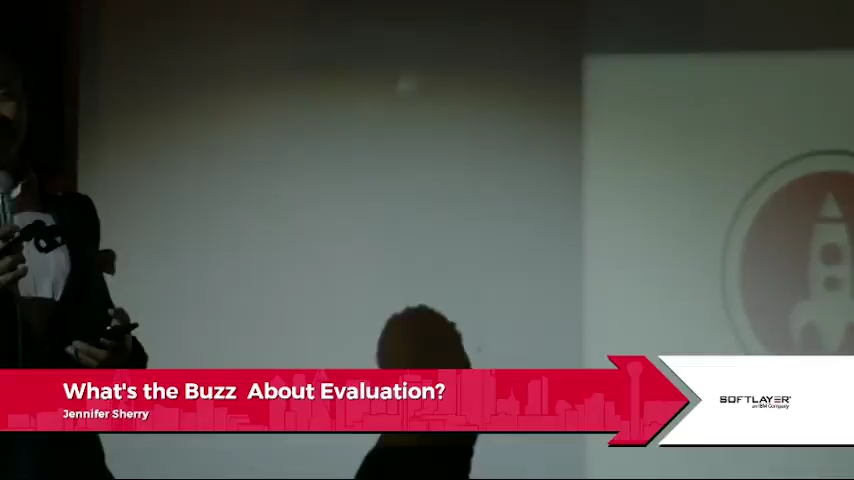 What's the Buzz  About Evaluation?
Jennifer Sherry
SOFTLAYER®
an IBM Company